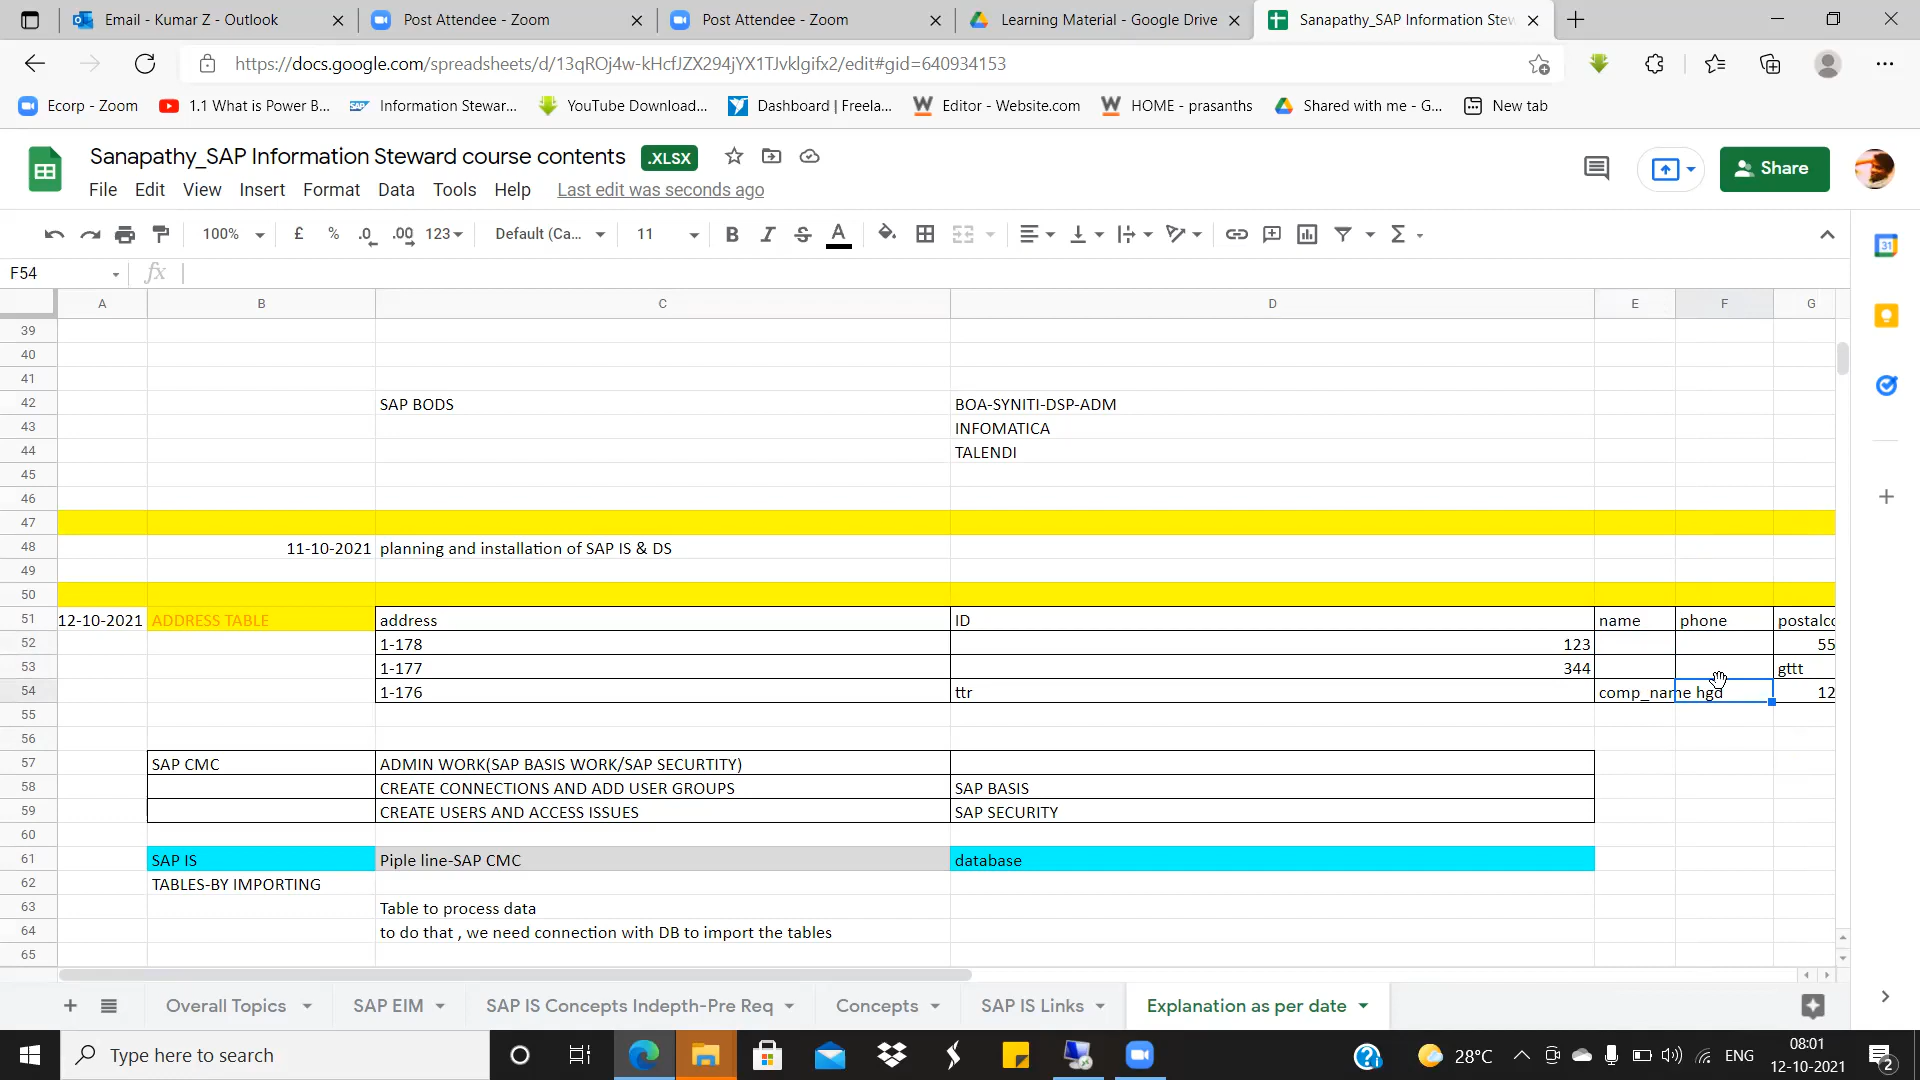 Email - Kumar Z - Outlook
Post Attendee - Zoom
Post Attendee - Zoom
Learning Material - Google Drive
Sanapathy_SAP Information Stew
https://docs.google.com/spreadsheets/d/13qROj4w-kHcfJZX294jYX1TJvklgifx2/edit#gid=640934153
Ecorp - Zoom
1.1 What is Power B...
Information Stewar...
YouTube Download...
Dashboard | Freela...
Editor - Website.com
HOME - prasanths
Shared with me - G...
New tab
Sanapathy_SAP Information Steward course contents
.XLSX
Share
File Edit View Insert Format Data Tools Help Last edit was seconds ago
100% £ % .0 .00 123 Default (Ca... 11 B I S A
31
F54 fx
A B C D E F G
39
40
41
42 SAP BODS BOA-SYNITI-DSP-ADM
43 INFOMATICA
44 TALENDI
45
46
47
48 11-10-2021 planning and installation of SAP IS & DS
49
50
51 12-10-2021 ADDRESS TABLE address ID name phone postalco
52 1-178 123 55
53 1-177 344 gttt
54 1-176 ttr comp_name hgd 12
55
56
57 SAP CMC ADMIN WORK(SAP BASIS WORK/SAP SECURTITY)
58 CREATE CONNECTIONS AND ADD USER GROUPS SAP BASIS
59 CREATE USERS AND ACCESS ISSUES SAP SECURITY
60
61 SAP IS Piple line-SAP CMC database
62 TABLES-BY IMPORTING
63 Table to process data
64 to do that , we need connection with DB to import the tables
65
Overall Topics SAP EIM SAP IS Concepts Indepth-Pre Req Concepts SAP IS Links Explanation as per date
Type here to search
28°C
ENG
08:01
12-10-2021
2